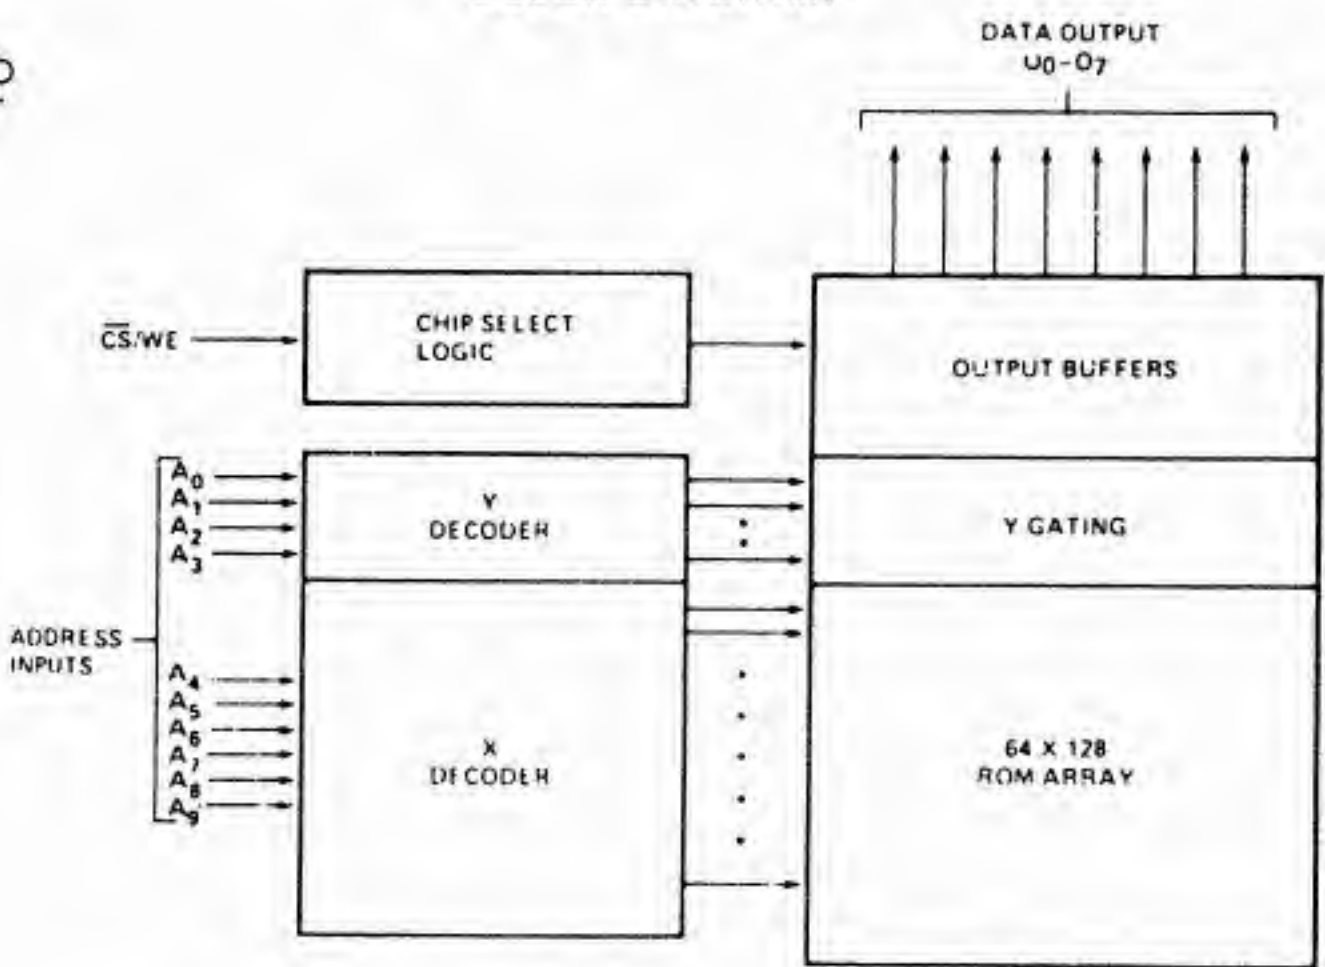 DATA OUTPUT
O0-O7
CS/WE
CHIP SELECT
LOGIC
OUTPUT BUFFERS
A0
A1
A2
A3
Y
DECODER
Y GATING
ADDRESS
INPUTS
A4
A5
A6
A7
A8
A9
X
DECODER
64 X 128
ROM ARRAY